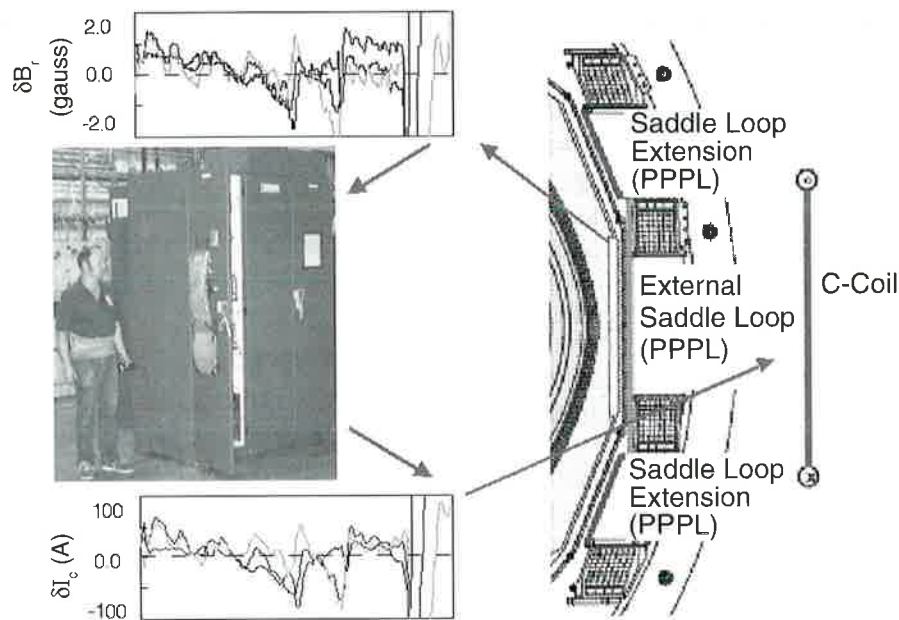 2.0
δBr
(gauss)
0.0
-2.0
Saddle Loop
Extension
(PPPL)
C-Coil
External
Saddle Loop
(PPPL)
Saddle Loop
Extension
(PPPL)
100
δIc (A)
0.0
-100